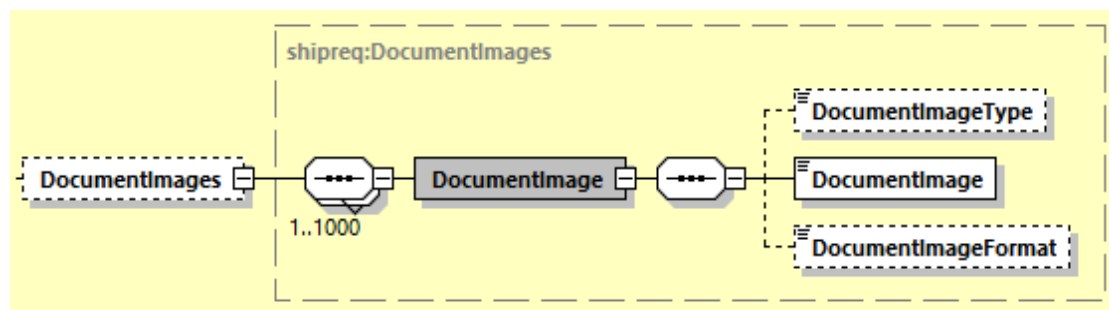 shipreq:DocumentImages
DocumentImageType
DocumentImages
DocumentImage
DocumentImage
1..1000
DocumentImageFormat